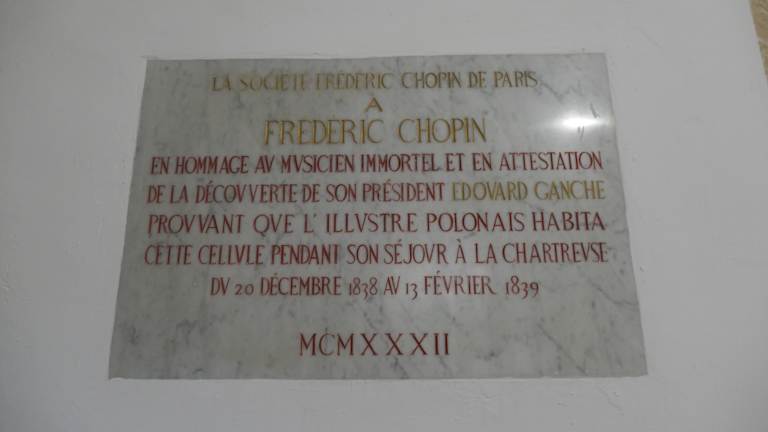 LA SOCIÉTÉ FRÉDÉRIC CHOPIN DE PARIS
A
FREDERIC CHOPIN
EN HOMMAGE AV MVSICIEN IMMORTEL ET EN ATTESTATION
DE LA DÉCOVVERTE DE SON PRÉSIDENT EDOVARD GANCHE
PROVVANT QVE L'ILLVSTRE POLONAIS HABITA
CETTE CELLVLE PENDANT SON SÉJOVR À LA CHARTREVSE
DV 20 DÉCEMBRE 1838 AV 13 FÉVRIER 1839
MCMXXXII